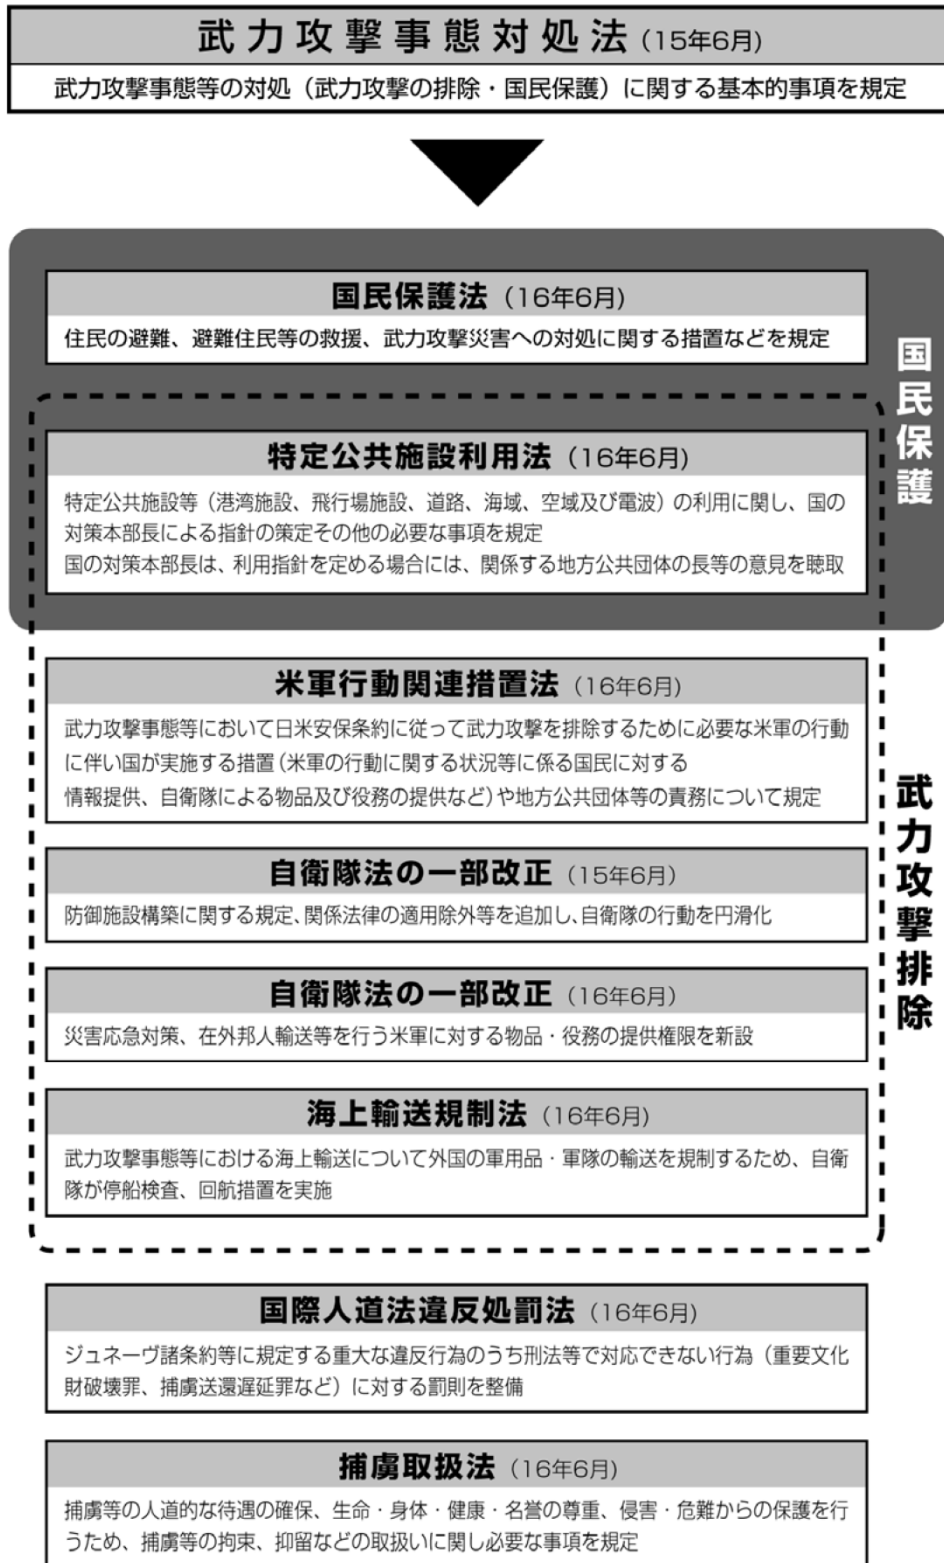 武力攻撃事態対処法（15年6月）
武力攻撃事態等の対処（武力攻撃の排除・国民保護）に関する基本的事項を規定
国民保護法（16年6月）
住民の避難、避難住民等の救援、武力攻撃災害への対処に関する措置などを規定
国民保護
特定公共施設利用法（16年6月）
特定公共施設等（港湾施設、飛行場施設、道路、海域、空域及び電波）の利用に関し、国の
対策本部長による指針の策定その他の必要な事項を規定
国の対策本部長は、利用指針を定める場合には、関係する地方公共団体の長等の意見を聴取
米軍行動関連措置法（16年6月）
武力攻撃事態等において日米安保条約に従って武力攻撃を排除するために必要な米軍の行動
に伴い国が実施する措置（米軍の行動に関する状況等に係る国民に対する
情報提供、自衛隊による物品及び役務の提供など）や地方公共団体等の責務について規定
武力攻撃排除
自衛隊法の一部改正（15年6月）
防御施設構築に関する規定、関係法律の適用除外等を追加し、自衛隊の行動を円滑化
自衛隊法の一部改正（16年6月）
災害応急対策、在外邦人輸送等を行う米軍に対する物品・役務の提供権限を新設
海上輸送規制法（16年6月）
武力攻撃事態等における海上輸送について外国の軍用品・軍隊の輸送を規制するため、自衛
隊が停船検査、回航措置を実施
国際人道法違反処罰法（16年6月）
ジュネーヴ諸条約等に規定する重大な違反行為のうち刑法等で対応できない行為（重要文化
財破壊罪、捕虜送還遅延罪など）に対する罰則を整備
捕虜取扱法（16年6月）
捕虜等の人道的な待遇の確保、生命・身体・健康・名誉の尊重、侵害・危難からの保護を行
うため、捕虜等の拘束、抑留などの取扱いに関し必要な事項を規定